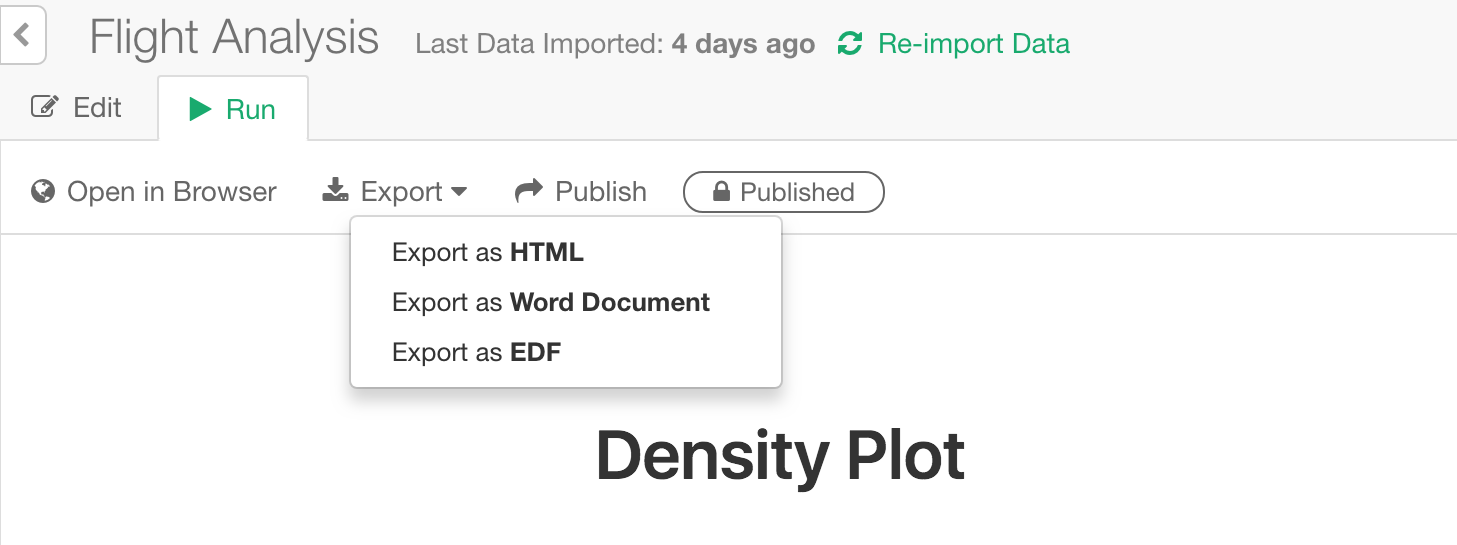 Flight Analysis Last Data Imported: 4 days ago Re-import Data
Edit Run
Open in Browser Export Publish Published
Export as HTML
Export as Word Document
Export as EDF
Density Plot